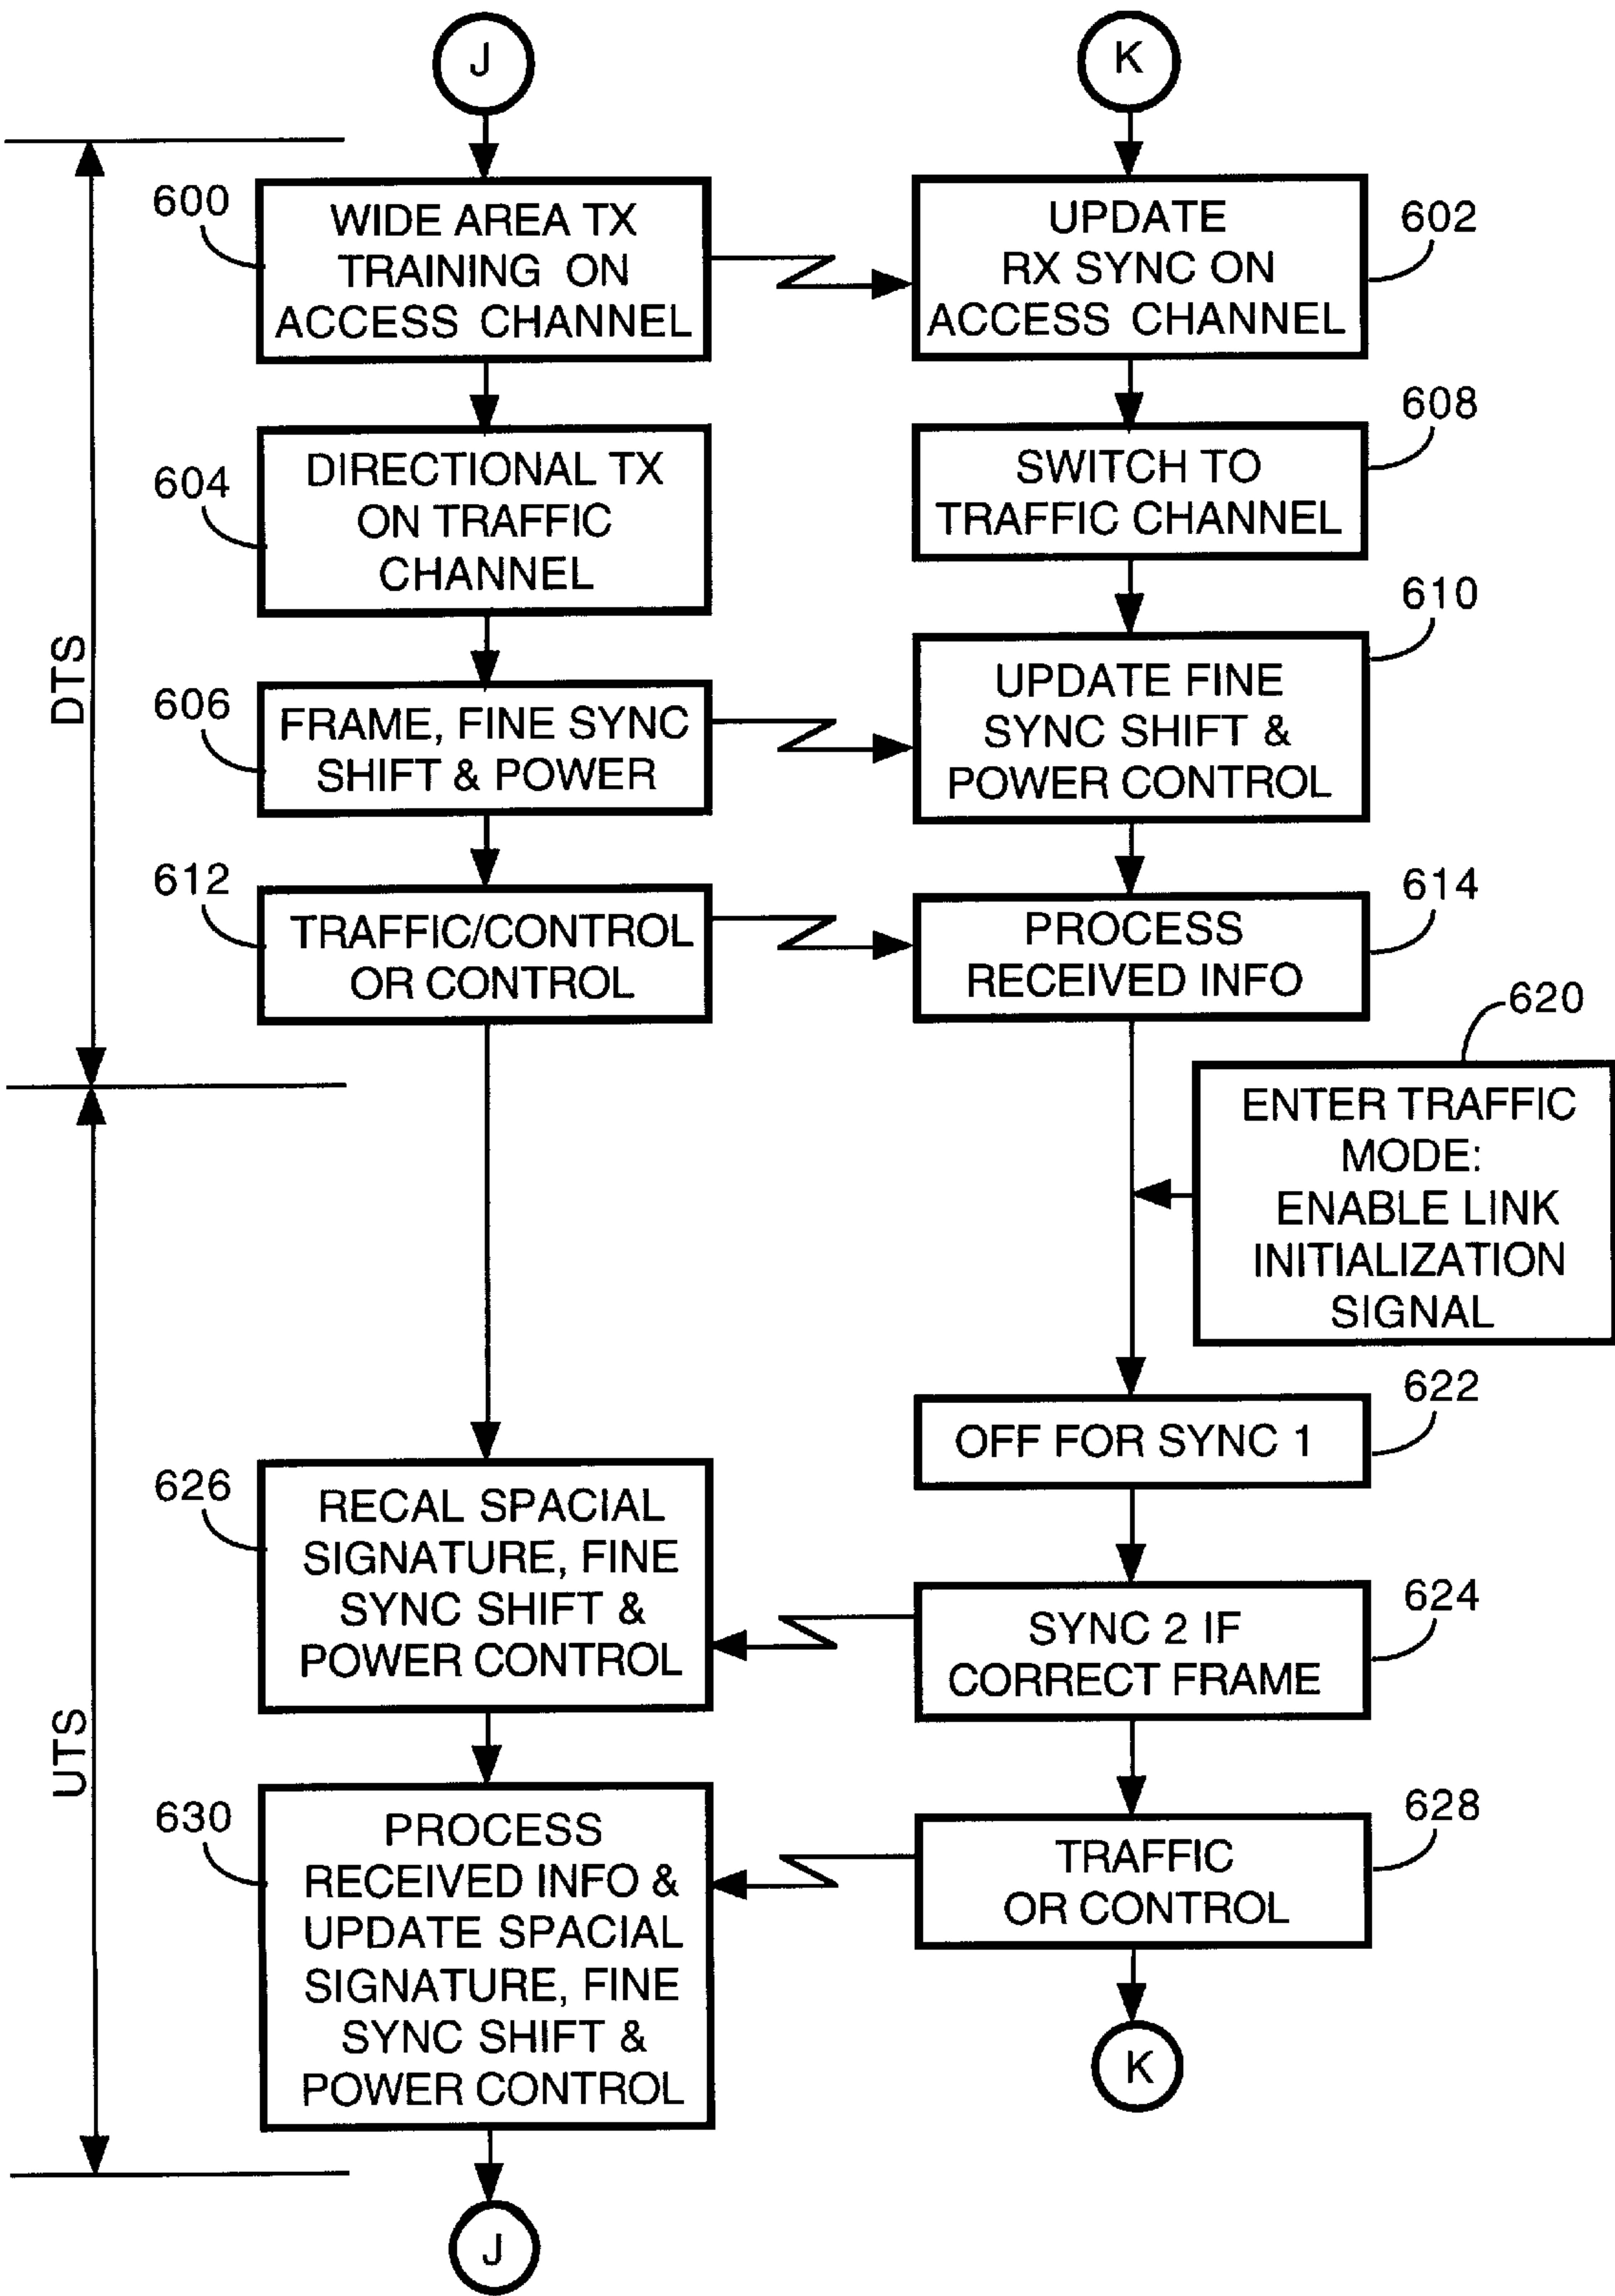 J
K
600
WIDE AREA TX
TRAINING ON
ACCESS CHANNEL
UPDATE
RX SYNC ON
ACCESS CHANNEL
602
604
DIRECTIONAL TX
ON TRAFFIC
CHANNEL
SWITCH TO
TRAFFIC CHANNEL
608
DTS
606
FRAME, FINE SYNC
SHIFT & POWER
UPDATE FINE
SYNC SHIFT &
POWER CONTROL
610
612
TRAFFIC/CONTROL
OR CONTROL
PROCESS
RECEIVED INFO
614
620
ENTER TRAFFIC
MODE:
ENABLE LINK
INITIALIZATION
SIGNAL
OFF FOR SYNC 1
622
626
RECAL SPACIAL
SIGNATURE, FINE
SYNC SHIFT &
POWER CONTROL
SYNC 2 IF
CORRECT FRAME
624
UTS
630
PROCESS
RECEIVED INFO &
UPDATE SPACIAL
SIGNATURE, FINE
SYNC SHIFT &
POWER CONTROL
TRAFFIC
OR CONTROL
628
K
J